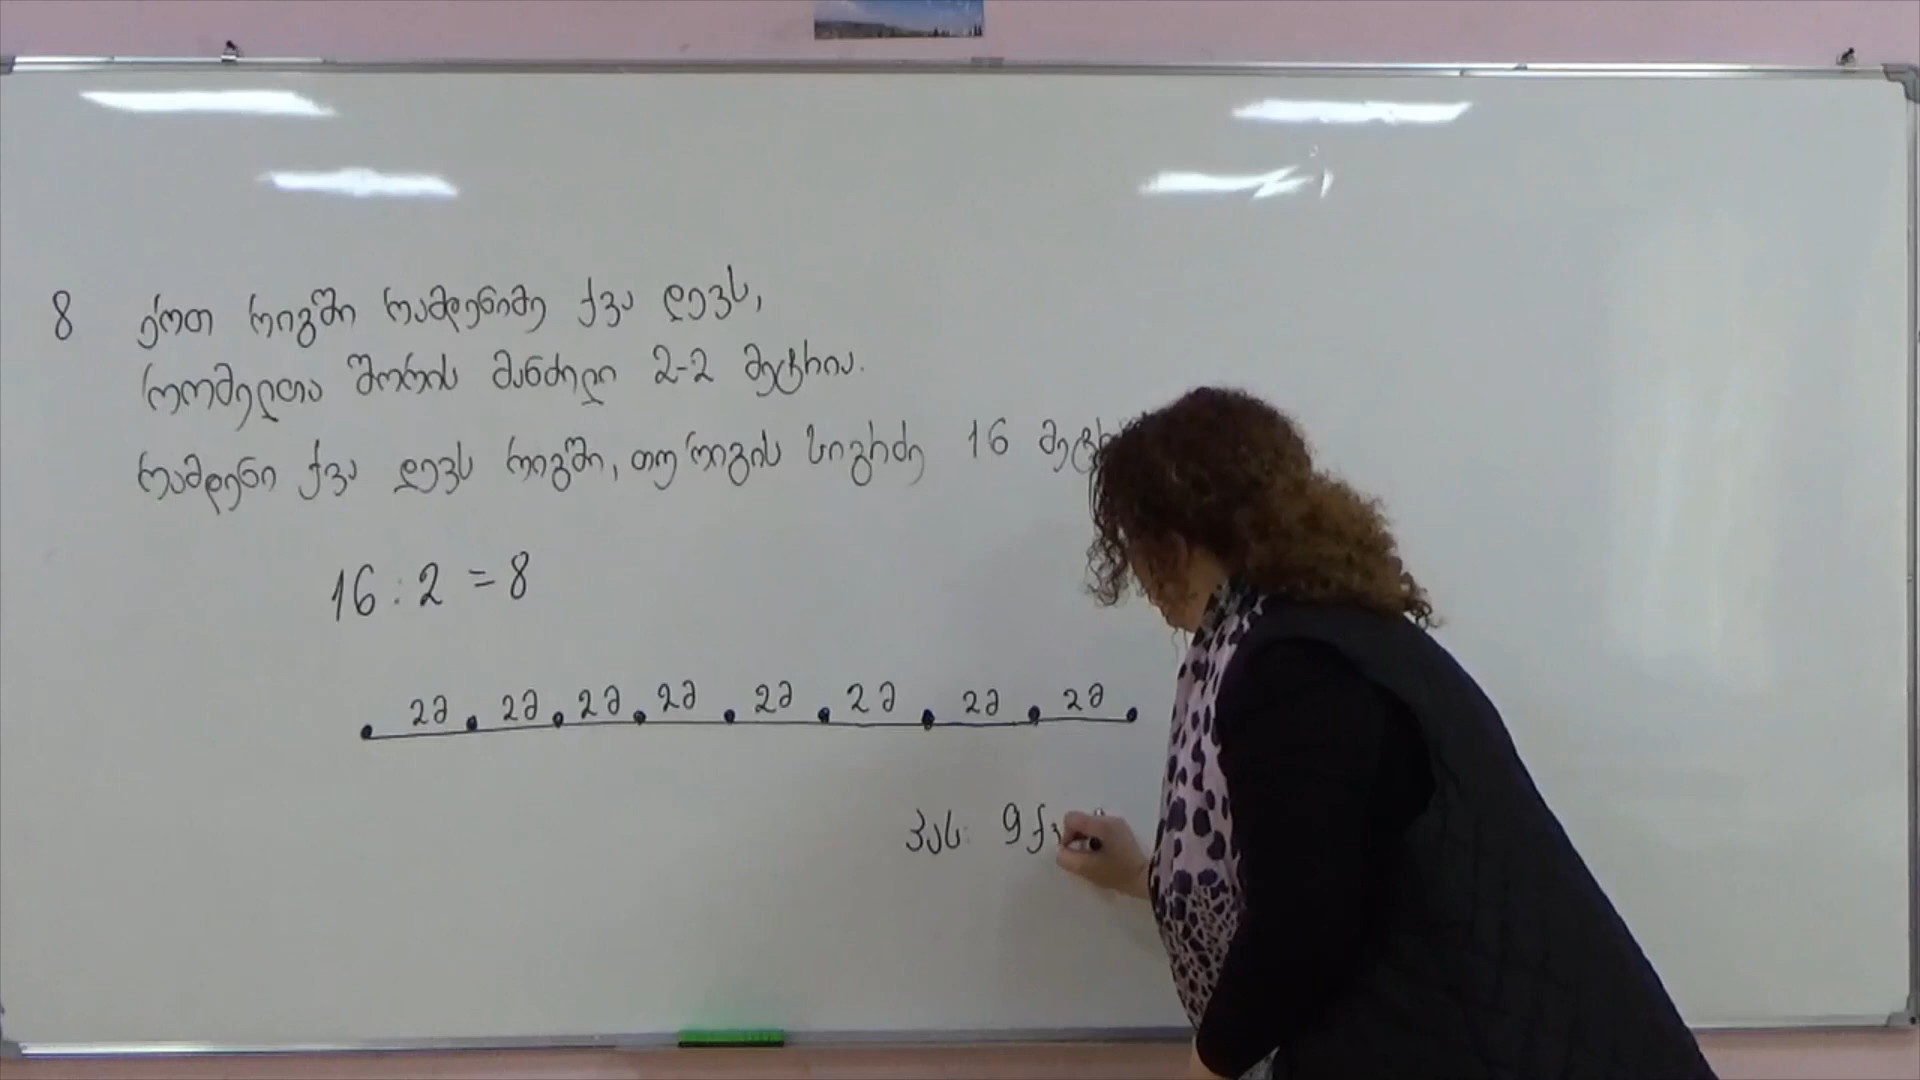 8 ერთ რიგში რამდენიმე ქვა დევს,
რომელთა შორის მანძილი 2-2 მეტრია.
რამდენი ქვა დევს რიგში, თუ რიგის სიგრძე 16
16 : 2 = 8
2მ 2მ 2მ 2მ 2მ 2მ 2მ 2მ
პას: 9